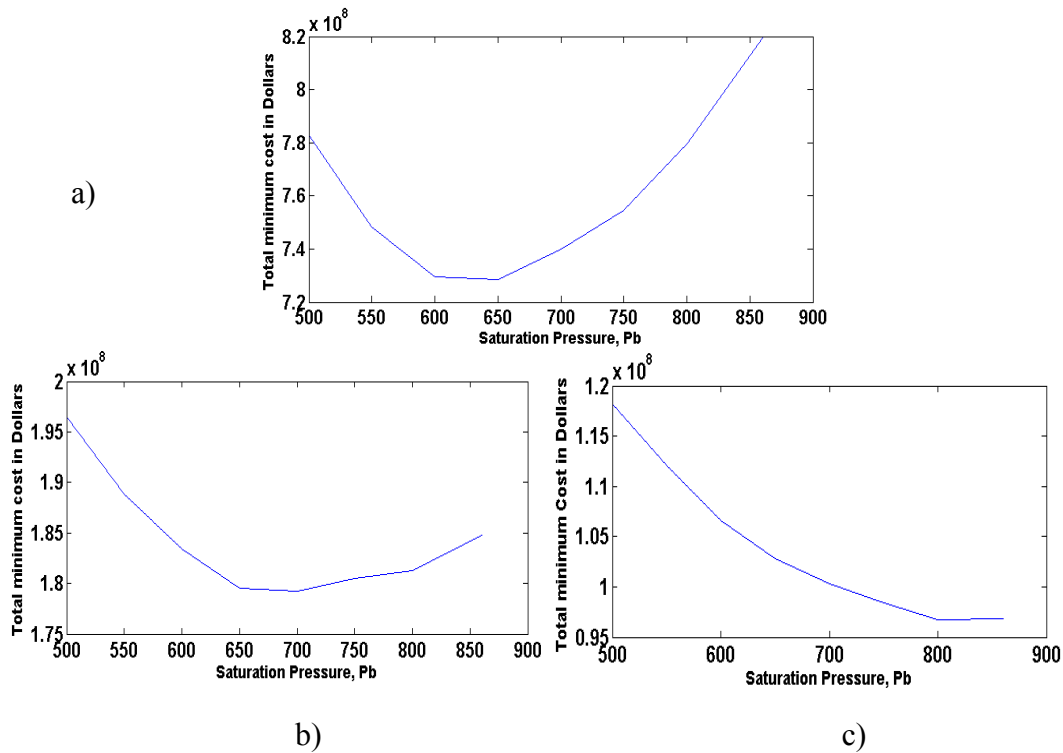 a)
x 10^8
8.2
8
7.8
7.6
7.4
7.2
Total minimum cost in Dollars
500 550 600 650 700 750 800 850 900
Saturation Pressure, Pb
x 10^8
2
1.95
1.9
1.85
1.8
1.75
Total minimum cost in Dollars
500 550 600 650 700 750 800 850 900
Saturation Pressure, Pb
b)
x 10^8
1.2
1.15
1.1
1.05
1
0.95
Total minimum Cost in Dollars
500 600 700 800 900
Saturation Pressure, Pb
c)